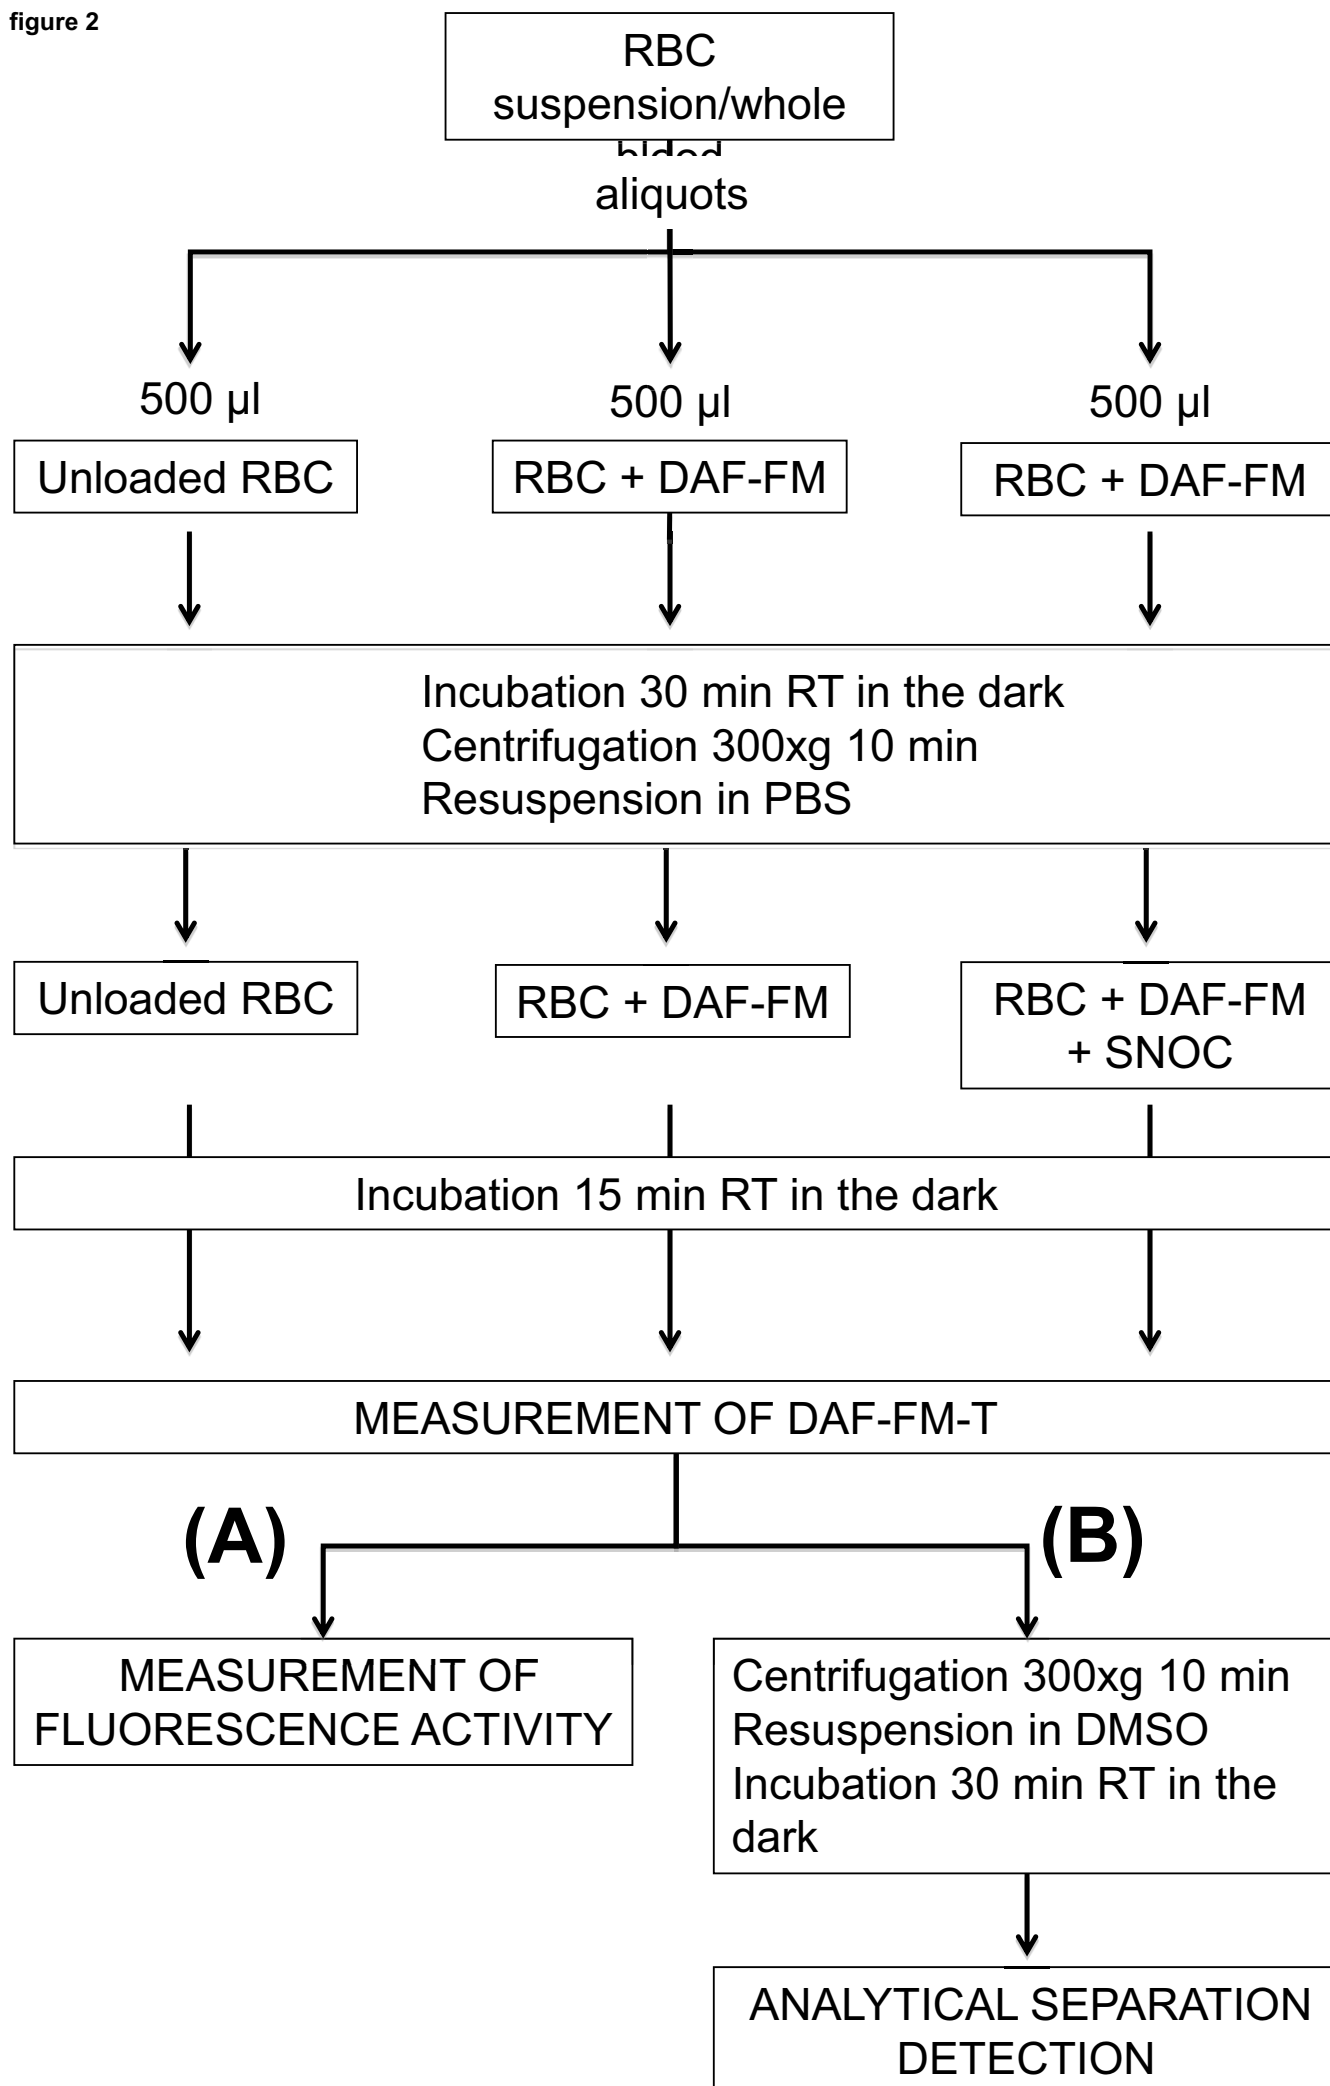 figure 2
RBC
suspension/whole
blood
aliquots
500 µl
500 µl
500 µl
Unloaded RBC
RBC + DAF-FM
RBC + DAF-FM
Incubation 30 min RT in the dark
Centrifugation 300xg 10 min
Resuspension in PBS
Unloaded RBC
RBC + DAF-FM
RBC + DAF-FM
+ SNOC
Incubation 15 min RT in the dark
MEASUREMENT OF DAF-FM-T
(A)
(B)
MEASUREMENT OF
FLUORESCENCE ACTIVITY
Centrifugation 300xg 10 min
Resuspension in DMSO
Incubation 30 min RT in the
dark
ANALYTICAL SEPARATION
DETECTION